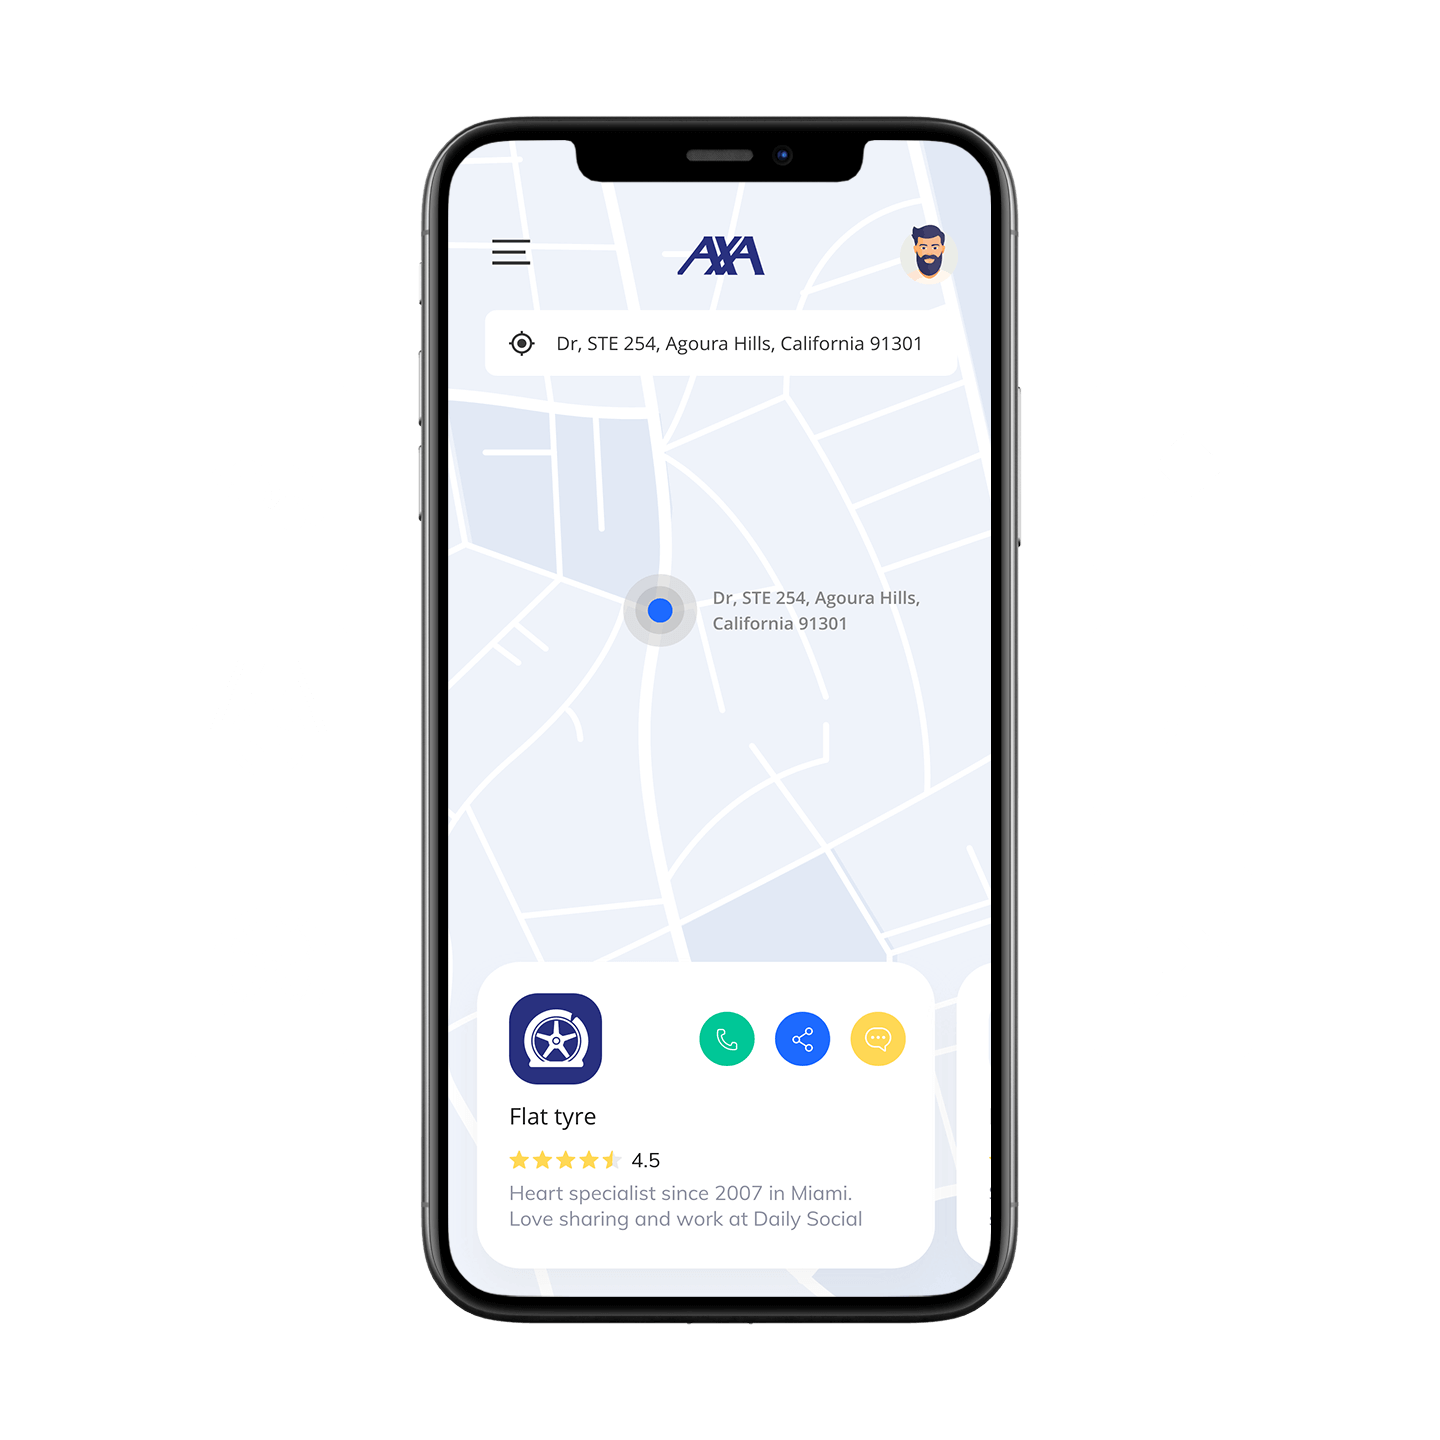 AXA
Dr, STE 254, Agoura Hills, California 91301
Dr, STE 254, Agoura Hills,
California 91301
Flat tyre
4.5
Heart specialist since 2007 in Miami.
Love sharing and work at Daily Social